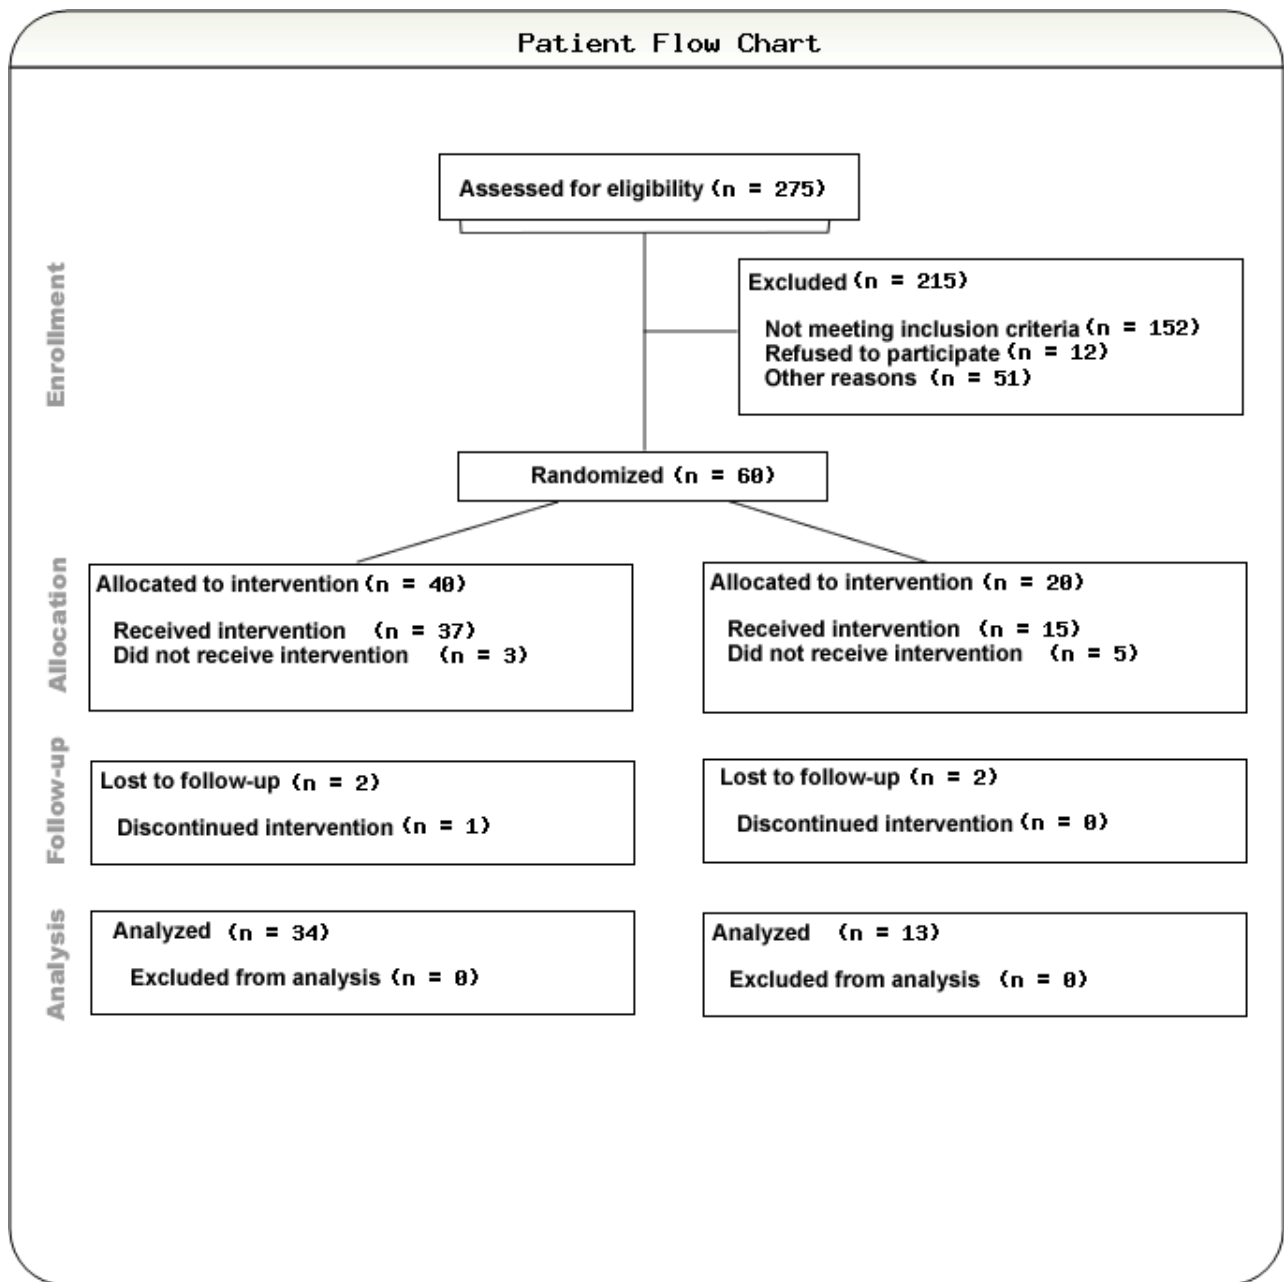 Patient Flow Chart
Assessed for eligibility (n = 275)
Enrollment
Excluded (n = 215)
Not meeting inclusion criteria (n = 152)
Refused to participate (n = 12)
Other reasons (n = 51)
Randomized (n = 60)
Allocation
Allocated to intervention (n = 40)
Received intervention (n = 37)
Did not receive intervention (n = 3)
Allocated to intervention (n = 20)
Received intervention (n = 15)
Did not receive intervention (n = 5)
Follow-up
Lost to follow-up (n = 2)
Discontinued intervention (n = 1)
Lost to follow-up (n = 2)
Discontinued intervention (n = 0)
Analysis
Analyzed (n = 34)
Excluded from analysis (n = 0)
Analyzed (n = 13)
Excluded from analysis (n = 0)